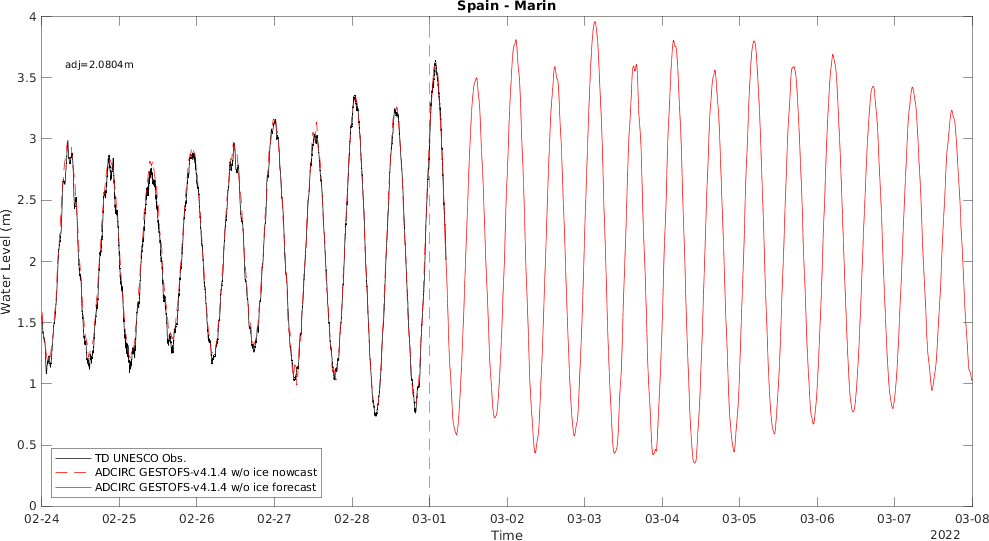 Spain - Marin
adj=2.0804m
Water Level (m)
4
3.5
3
2.5
2
1.5
1
0.5
0
TD UNESCO Obs.
ADCIRC GESTOFS-v4.1.4 w/o ice nowcast
ADCIRC GESTOFS-v4.1.4 w/o ice forecast
02-24 02-25 02-26 02-27 02-28 03-01 03-02 03-03 03-04 03-05 03-06 03-07 03-08
Time
2022